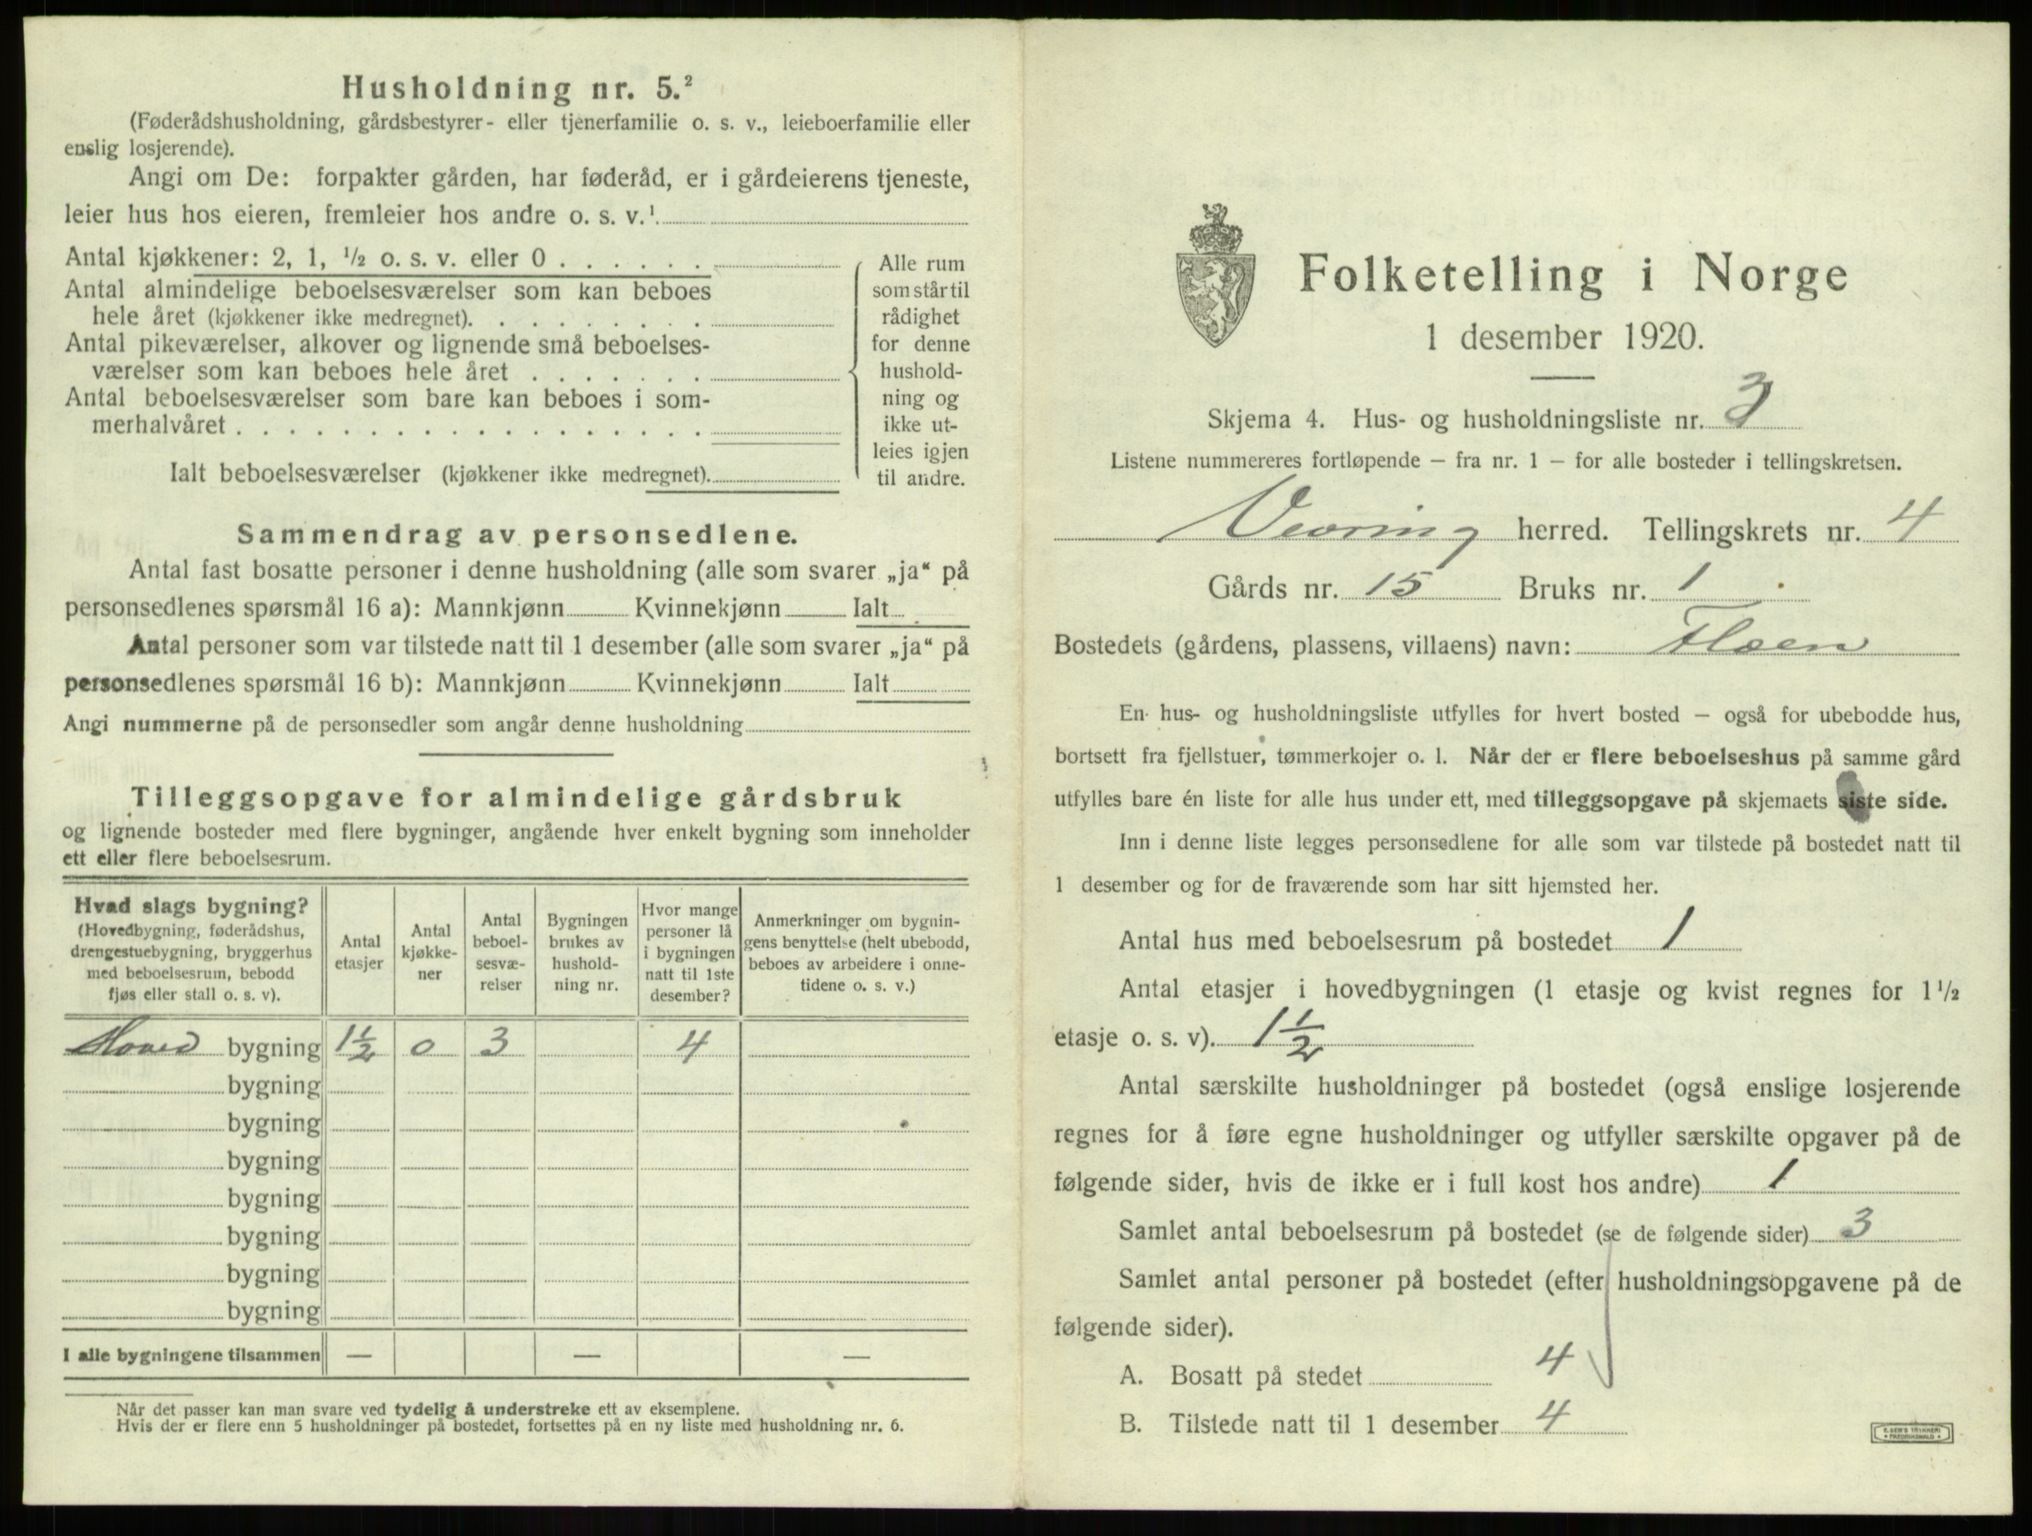 Husholdning nr. 5.²
(Føderådshusholdning, gårdsbestyrer- eller tjenerfamilie o. s. v., leieboerfamilie eller
enslig losjerende).
Angi om De: forpakter gården, har føderåd, er i gårdeierens tjeneste,
leier hus hos eieren, fremleier hos andre o. s. v.¹
Antal kjøkkener: 2, 1, ½ o. s. v. eller 0 . . . . . .
Antal almindelige beboelsesværelser som kan beboes
hele året (kjøkkener ikke medregnet). . . . . . . . .
Antal pikeværelser, alkover og lignende små beboelses-
værelser som kan beboes hele året . . . . . . .
Antal beboelsesværelser som bare kan beboes i som-
merhalvåret . . . . . . . . . . . . . . . . . .
Ialt beboelsesværelser (kjøkkener ikke medregnet).
Alle rum
som står til
rådighet
for denne
hushold-
ning og
ikke ut-
leies igjen
til andre.
Sammendrag av personsedlene.
Antal fast bosatte personer i denne husholdning (alle som svarer „ja“ på
personsedlenes spørsmål 16 a): Mannkjønn Kvinnekjønn Ialt
Antal personer som var tilstede natt til 1 desember (alle som svarer „ja“ på
personsedlenes spørsmål 16 b): Mannkjønn Kvinnekjønn Ialt
Angi nummerne på de personsedler som angår denne husholdning
Tilleggsopgave for almindelige gårdsbruk
og lignende bosteder med flere bygninger, angående hver enkelt bygning som inneholder
ett eller flere beboelsesrum.
Hvad slags bygning?
(Hovedbygning, føderådshus,
drengestuebygning, bryggerhus
med beboelsesrum, bebodd
fjøs eller stall o. s. v).
Antal
etasjer
Antal
kjøkke-
ner
Antal
beboel-
sesvæ-
relser
Bygningen
brukes av
hushold-
ning nr.
Hvor mange
personer lå
i bygningen
natt til 1ste
desember?
Anmerkninger om bygnin-
gens benyttelse (helt ubebodd,
beboes av arbeidere i onne-
tidene o. s. v.)
Hoved bygning 1½ 0 3 4
bygning
bygning
bygning
bygning
bygning
bygning
bygning
I alle bygningene tilsammen — — —
Når det passer kan man svare ved tydelig å understreke ett av eksemplene.
Hvis der er flere enn 5 husholdninger på bostedet, fortsettes på en ny liste med husholdning nr. 6.
Folketelling i Norge
1 desember 1920.
Skjema 4. Hus- og husholdningsliste nr. 3
Listene nummereres fortløpende – fra nr. 1 – for alle bosteder i tellingskretsen.
Vevring herred. Tellingskrets nr. 4
Gårds nr. 15 Bruks nr. 1
Bostedets (gårdens, plassens, villaens) navn: Flæen
En hus- og husholdningsliste utfylles for hvert bosted – også for ubebodde hus,
bortsett fra fjellstuer, tømmerkojer o. l. Når der er flere beboelseshus på samme gård
utfylles bare én liste for alle hus under ett, med tilleggsopgave på skjemaets siste side.
Inn i denne liste legges personsedlene for alle som var tilstede på bostedet natt til
1 desember og for de fraværende som har sitt hjemsted her.
Antal hus med beboelsesrum på bostedet 1
Antal etasjer i hovedbygningen (1 etasje og kvist regnes for 1½
etasje o. s. v). 1½
Antal særskilte husholdninger på bostedet (også enslige losjerende
regnes for å føre egne husholdninger og utfyller særskilte opgaver på de
følgende sider, hvis de ikke er i full kost hos andre) 1
Samlet antal beboelsesrum på bostedet (se de følgende sider) 3
Samlet antal personer på bostedet (efter husholdningsopgavene på de
følgende sider).
A. Bosatt på stedet 4
B. Tilstede natt til 1 desember 4